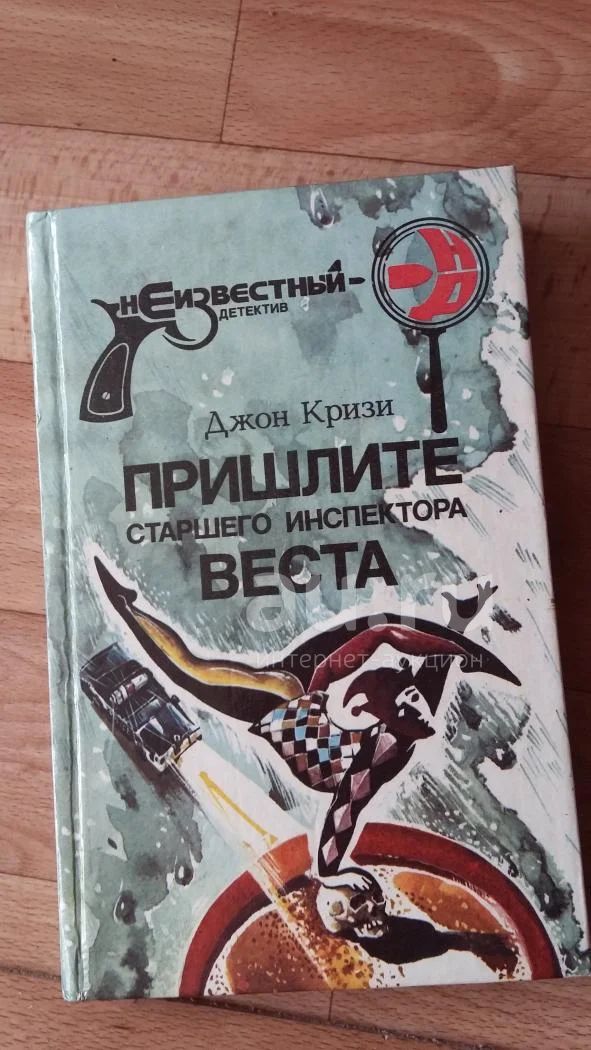 НЕИЗВЕСТНЫЙ
ДЕТЕКТИВ
НД
Джон Кризи
ПРИШЛИТЕ
СТАРШЕГО ИНСПЕКТОРА
ВЕСТА
интернет-аукцион